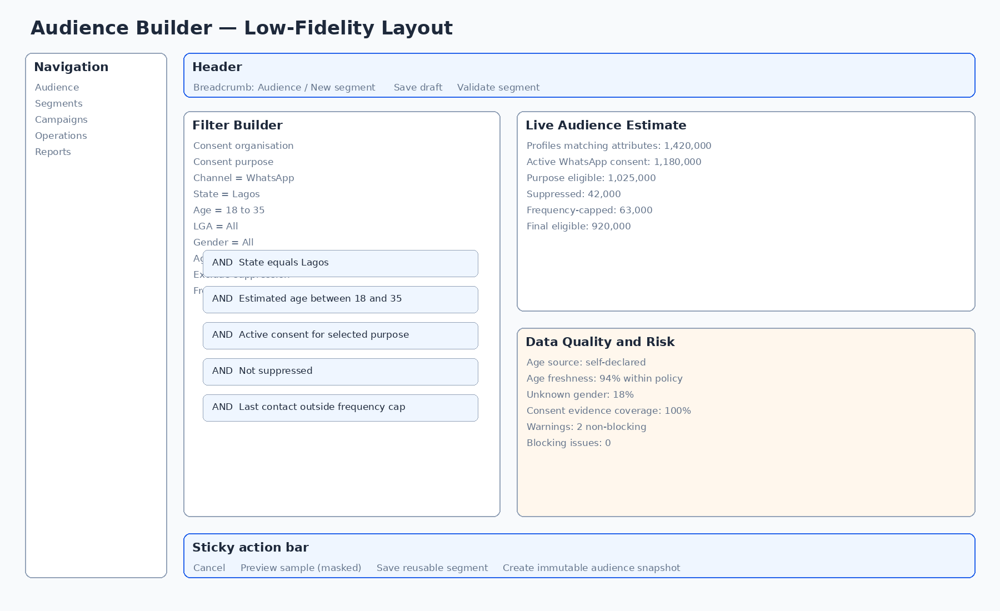 Audience Builder — Low-Fidelity Layout
Navigation
Audience
Segments
Campaigns
Operations
Reports
Header
Breadcrumb: Audience / New segment Save draft Validate segment
Filter Builder
Consent organisation
Consent purpose
Channel = WhatsApp
State = Lagos
Age = 18 to 35
LGA = All
Gender = All
AND State equals Lagos
AND Estimated age between 18 and 35
AND Active consent for selected purpose
AND Not suppressed
AND Last contact outside frequency cap
Live Audience Estimate
Profiles matching attributes: 1,420,000
Active WhatsApp consent: 1,180,000
Purpose eligible: 1,025,000
Suppressed: 42,000
Frequency-capped: 63,000
Final eligible: 920,000
Data Quality and Risk
Age source: self-declared
Age freshness: 94% within policy
Unknown gender: 18%
Consent evidence coverage: 100%
Warnings: 2 non-blocking
Blocking issues: 0
Sticky action bar
Cancel Preview sample (masked) Save reusable segment Create immutable audience snapshot